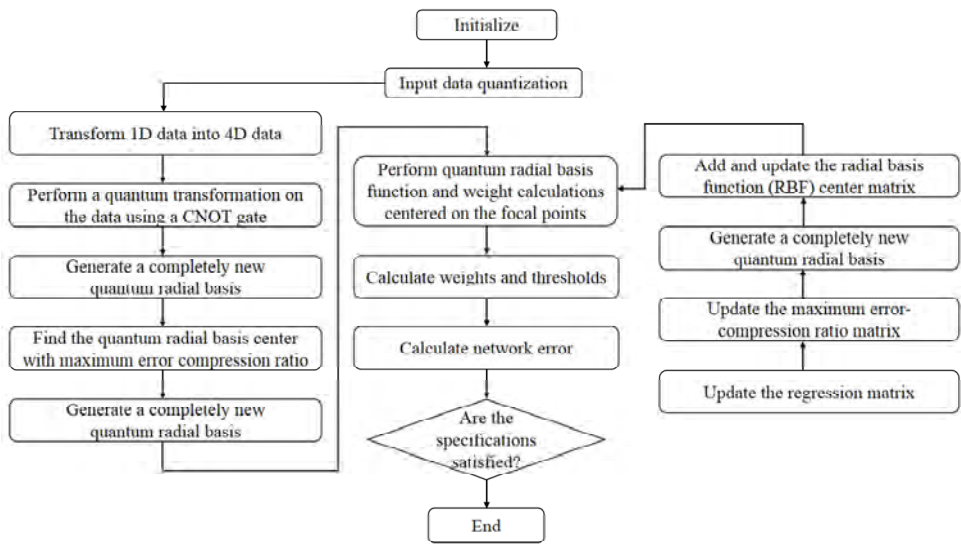 Initialize
Input data quantization
Transform 1D data into 4D data
Perform a quantum transformation on
the data using a CNOT gate
Generate a completely new
quantum radial basis
Find the quantum radial basis center
with maximum error compression ratio
Generate a completely new
quantum radial basis
Perform quantum radial basis
function and weight calculations
centered on the focal points
Calculate weights and thresholds
Calculate network error
Are the
specifications
satisfied?
End
Add and update the radial basis
function (RBF) center matrix
Generate a completely new
quantum radial basis
Update the maximum error-
compression ratio matrix
Update the regression matrix